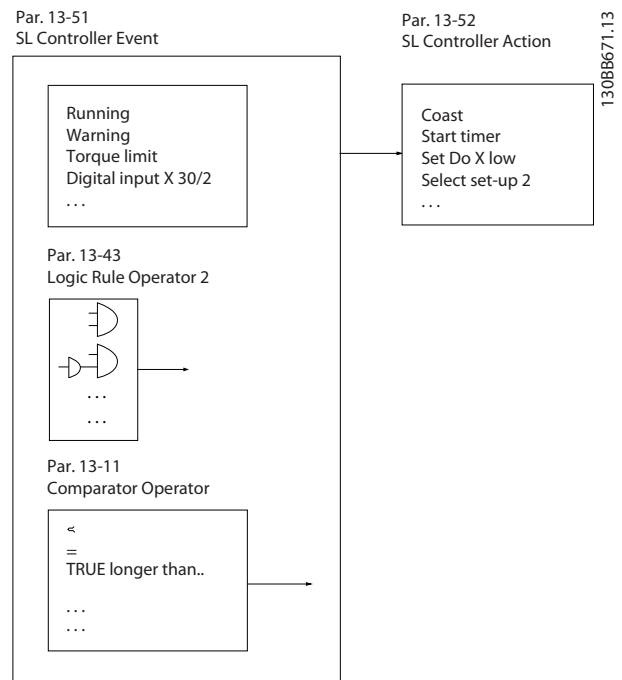 Par. 13-51
SL Controller Event
Par. 13-52
SL Controller Action
130BB671.13
Running
Warning
Torque limit
Digital input X 30/2
. . .
Coast
Start timer
Set Do X low
Select set-up 2
. . .
Par. 13-43
Logic Rule Operator 2
. . .
. . .
Par. 13-11
Comparator Operator
=
TRUE longer than..
. . .
. . .